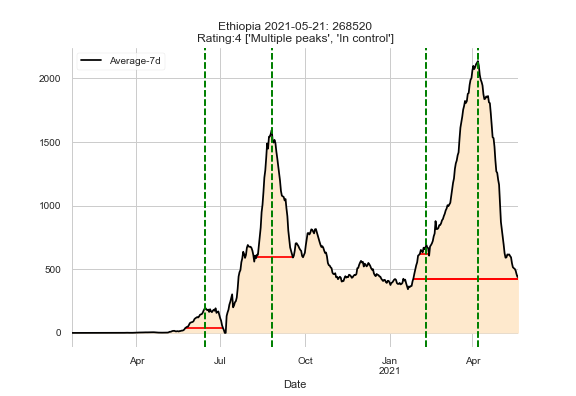 Ethiopia 2021-05-21: 268520
Rating:4 ['Multiple peaks', 'In control']
Average-7d
2000
1500
1000
500
0
Apr
Jul
Oct
Jan
2021
Apr
Date